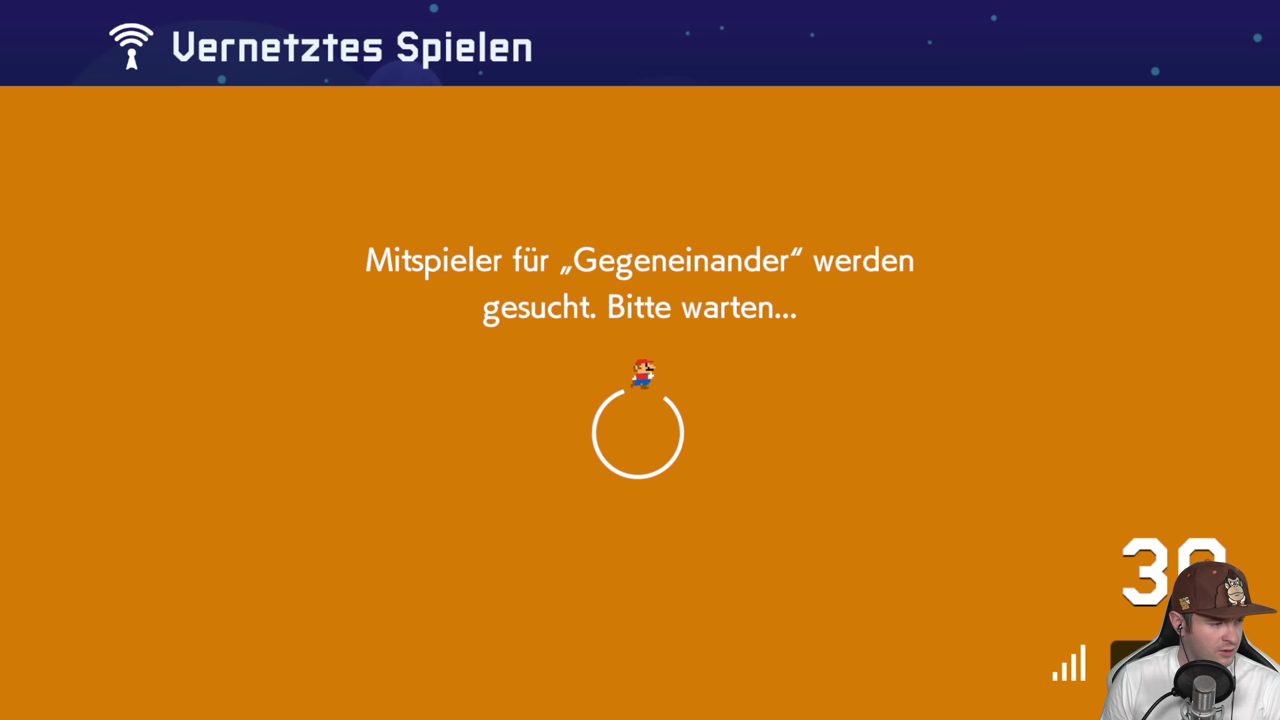 Vernetztes Spielen
Mitspieler für „Gegeneinander“ werden
gesucht. Bitte warten...